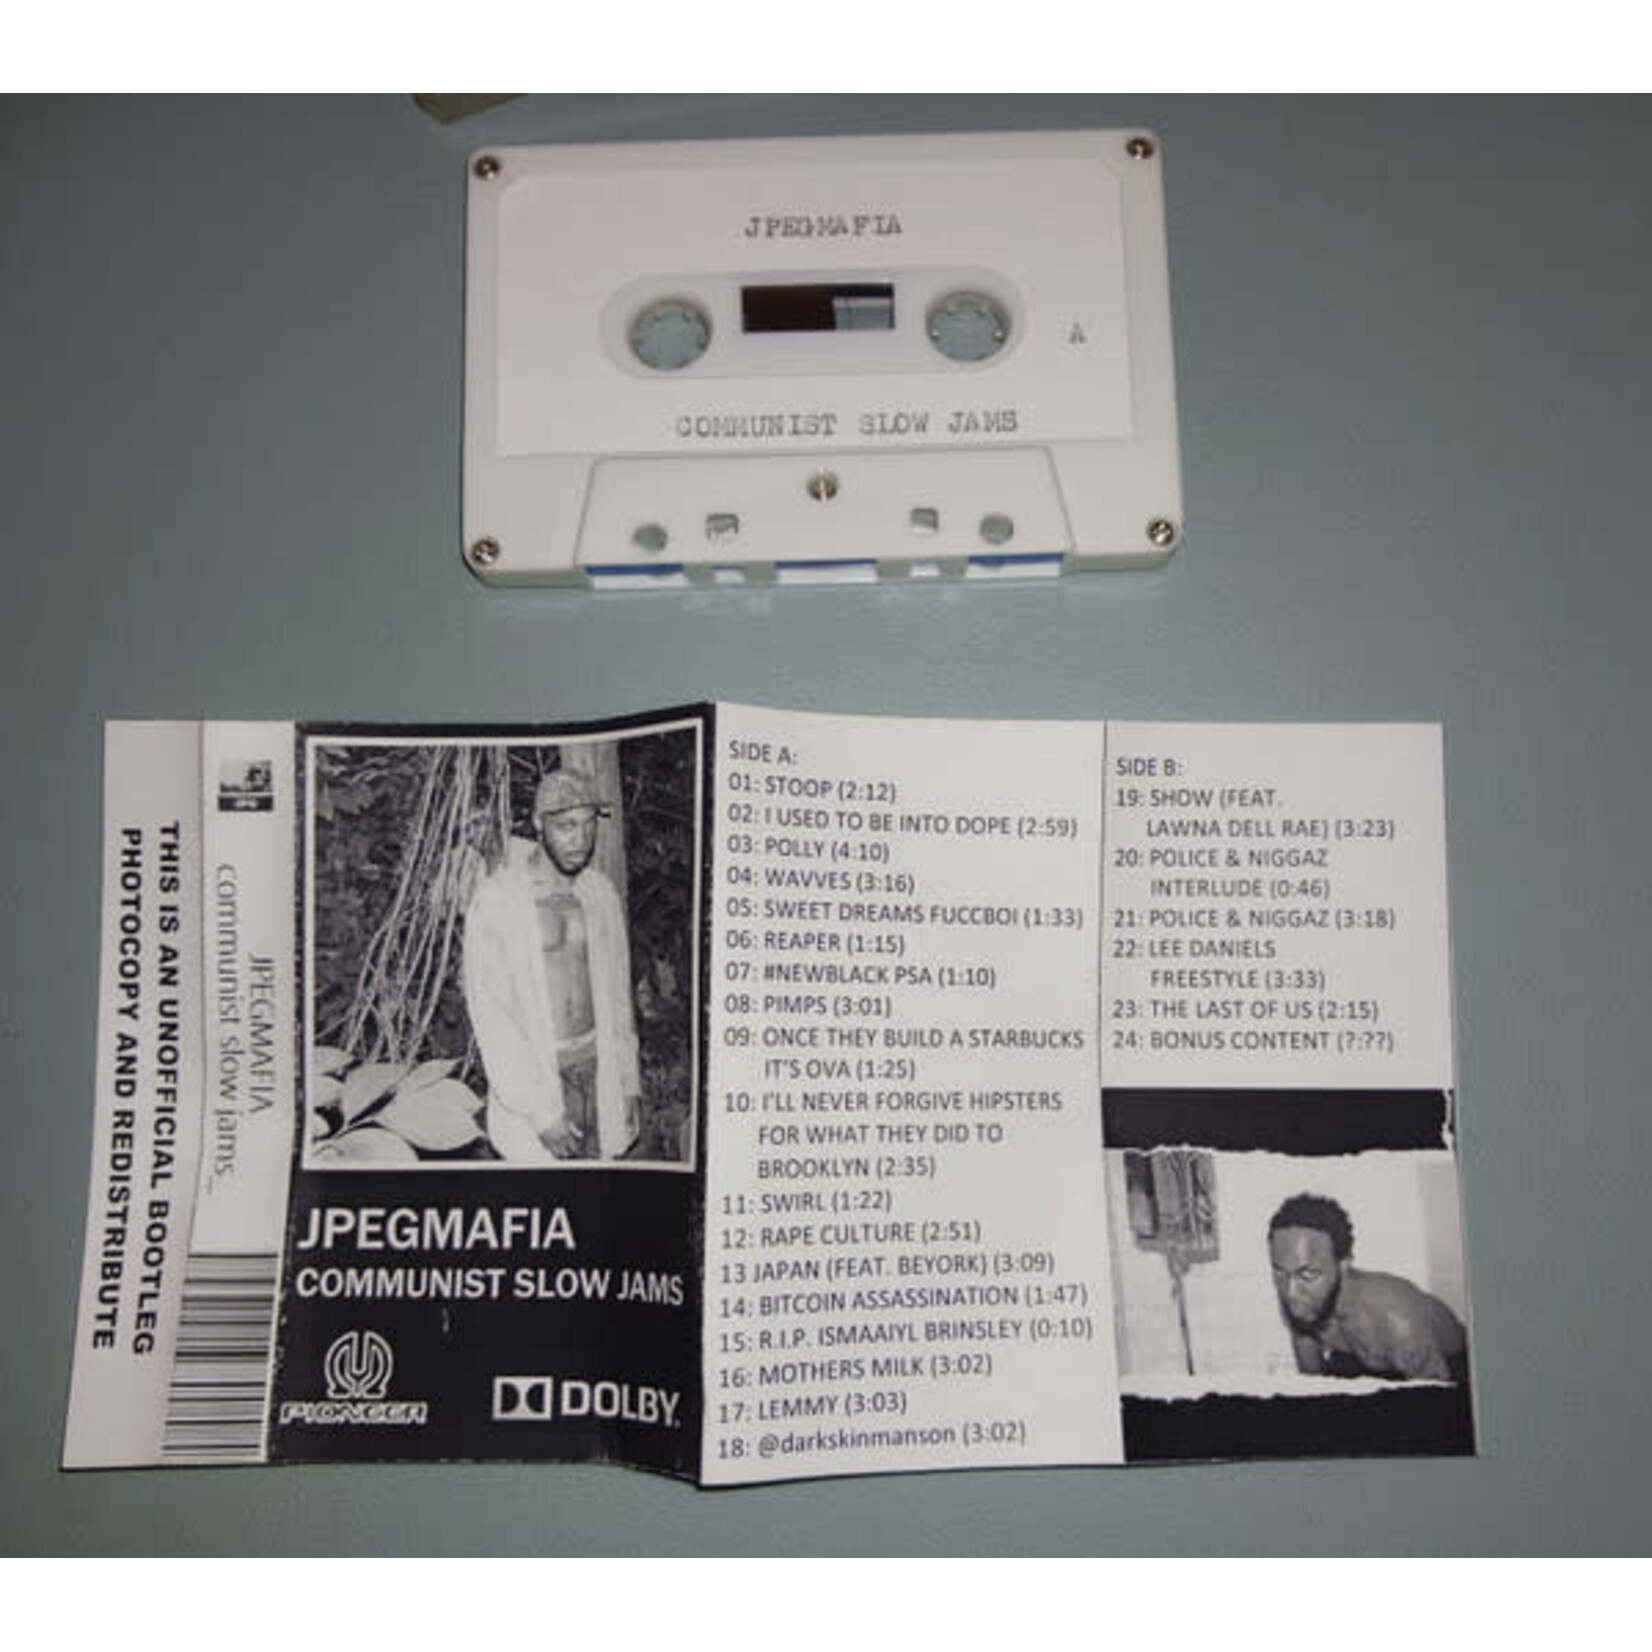 JPEGMAFIA
A
COMMUNIST SLOW JAMS
THIS IS AN UNOFFICIAL BOOTLEG
PHOTOCOPY AND REDISTRIBUTE
JPEGMAFIA
communist slow jams_
JPEGMAFIA
COMMUNIST SLOW JAMS
PIONEER
DOLBY
SIDE A:
01: STOOP (2:12)
02: I USED TO BE INTO DOPE (2:59)
03: POLLY (4:10)
04: WAVVES (3:16)
05: SWEET DREAMS FUCCBOI (1:33)
06: REAPER (1:15)
07: #NEWBLACK PSA (1:10)
08: PIMPS (3:01)
09: ONCE THEY BUILD A STARBUCKS
IT'S OVA (1:25)
10: I'LL NEVER FORGIVE HIPSTERS
FOR WHAT THEY DID TO
BROOKLYN (2:35)
11: SWIRL (1:22)
12: RAPE CULTURE (2:51)
13 JAPAN (FEAT. BEYORK) (3:09)
14: BITCOIN ASSASSINATION (1:47)
15: R.I.P. ISMAAIYL BRINSLEY (0:10)
16: MOTHERS MILK (3:02)
17: LEMMY (3:03)
18: @darkskinmanson (3:02)
SIDE B:
19: SHOW (FEAT.
LAWNA DELL RAE) (3:23)
20: POLICE & NIGGAZ
INTERLUDE (0:46)
21: POLICE & NIGGAZ (3:18)
22: LEE DANIELS
FREESTYLE (3:33)
23: THE LAST OF US (2:15)
24: BONUS CONTENT (?:??)